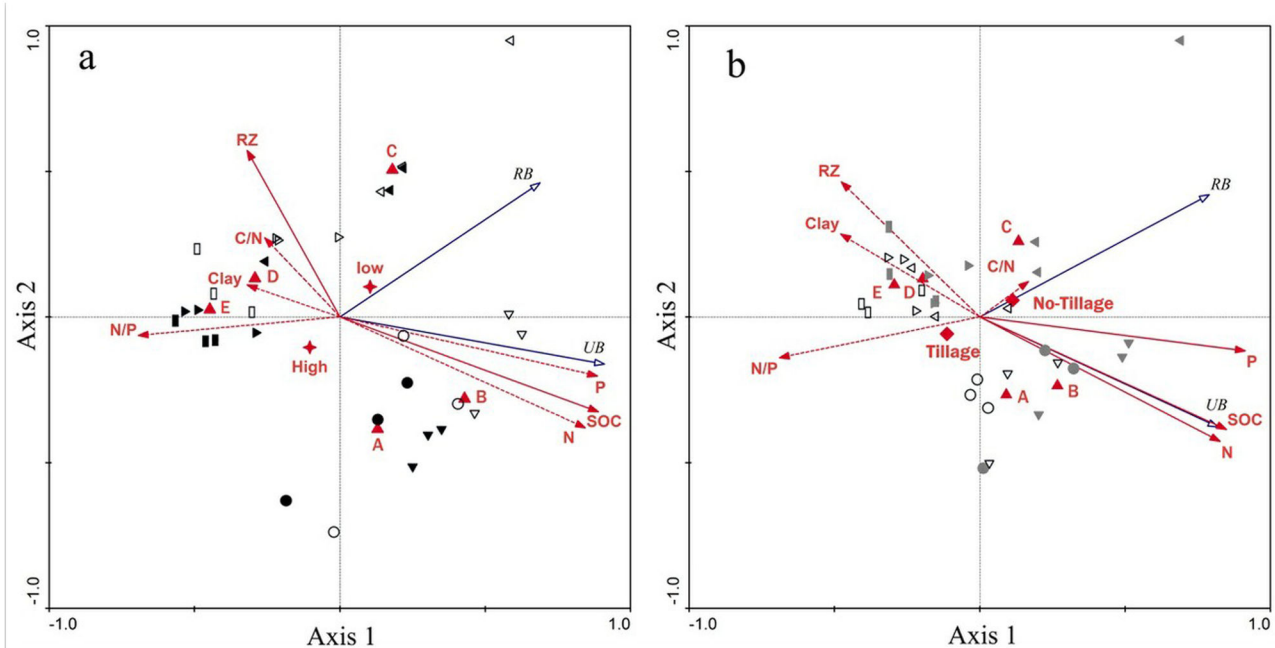 1.0
a
RZ
C
RB
C/N
low
Clay
D
E
N/P
High
UB
P
B
SOC
N
A
Axis 2
-1.0
-1.0
Axis 1
1.0
1.0
b
RZ
RB
Clay
C
C/N
E
D
No-Tillage
Tillage
N/P
P
A
B
UB
SOC
N
Axis 2
-1.0
-1.0
Axis 1
1.0